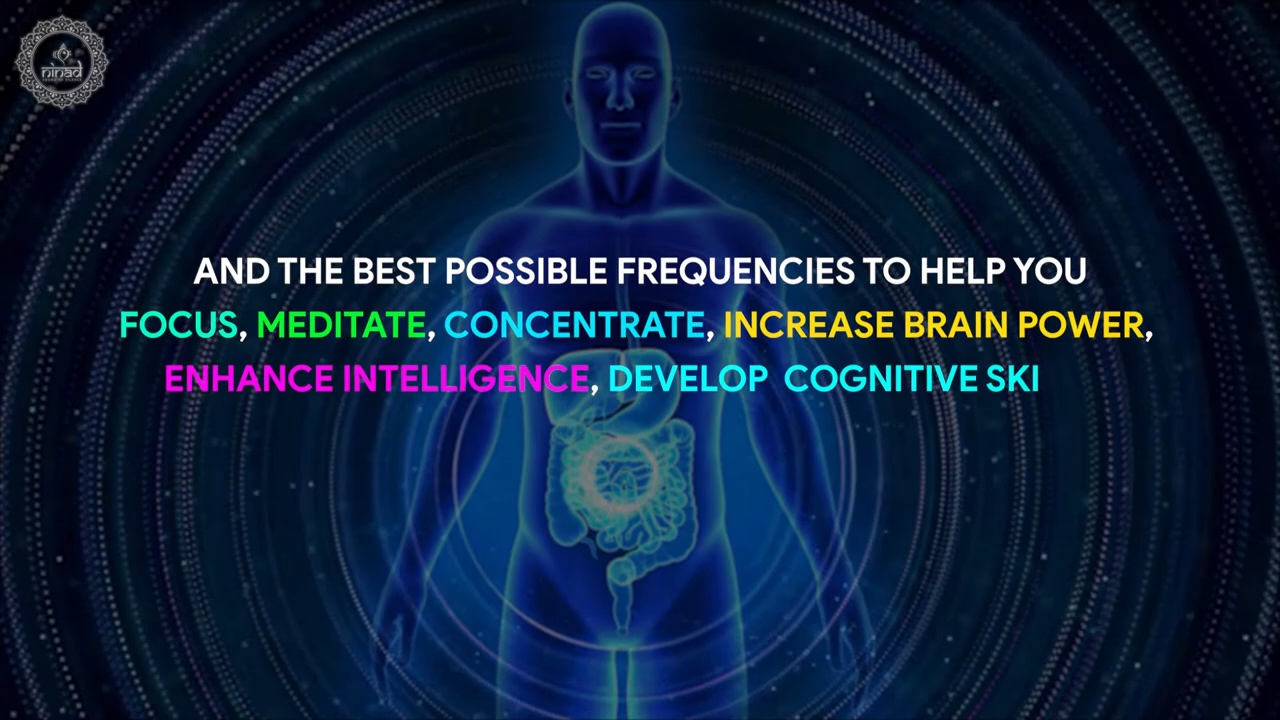 ninad
AND THE BEST POSSIBLE FREQUENCIES TO HELP YOU
FOCUS, MEDITATE, CONCENTRATE, INCREASE BRAIN POWER,
ENHANCE INTELLIGENCE, DEVELOP COGNITIVE SKI